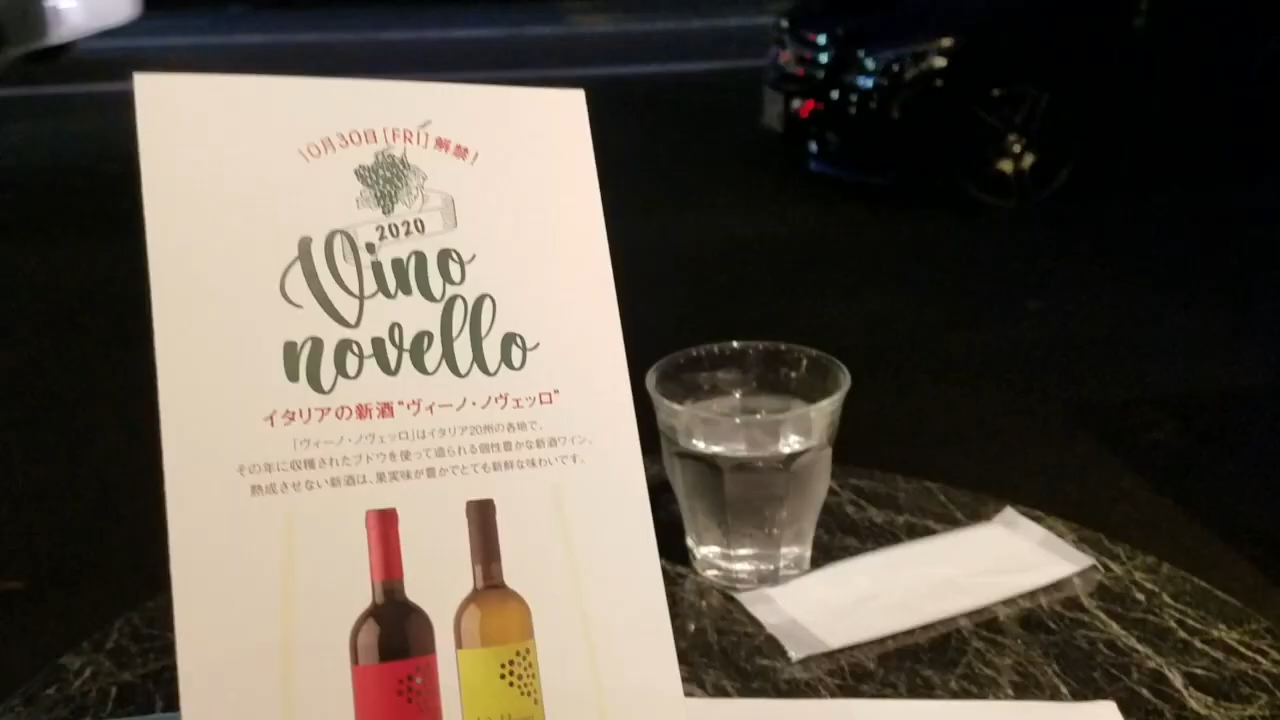 10月30日[FRI]解禁!
2020
Vino
novello
イタリアの新酒“ヴィーノ・ノヴェッロ”
「ヴィーノ・ノヴェッロ」はイタリア20州の各地で、
その年に収穫されたブドウを使って造られる個性豊かな新酒ワイン。
熟成させない新酒は、果実味が豊かでとても新鮮な味わいです。